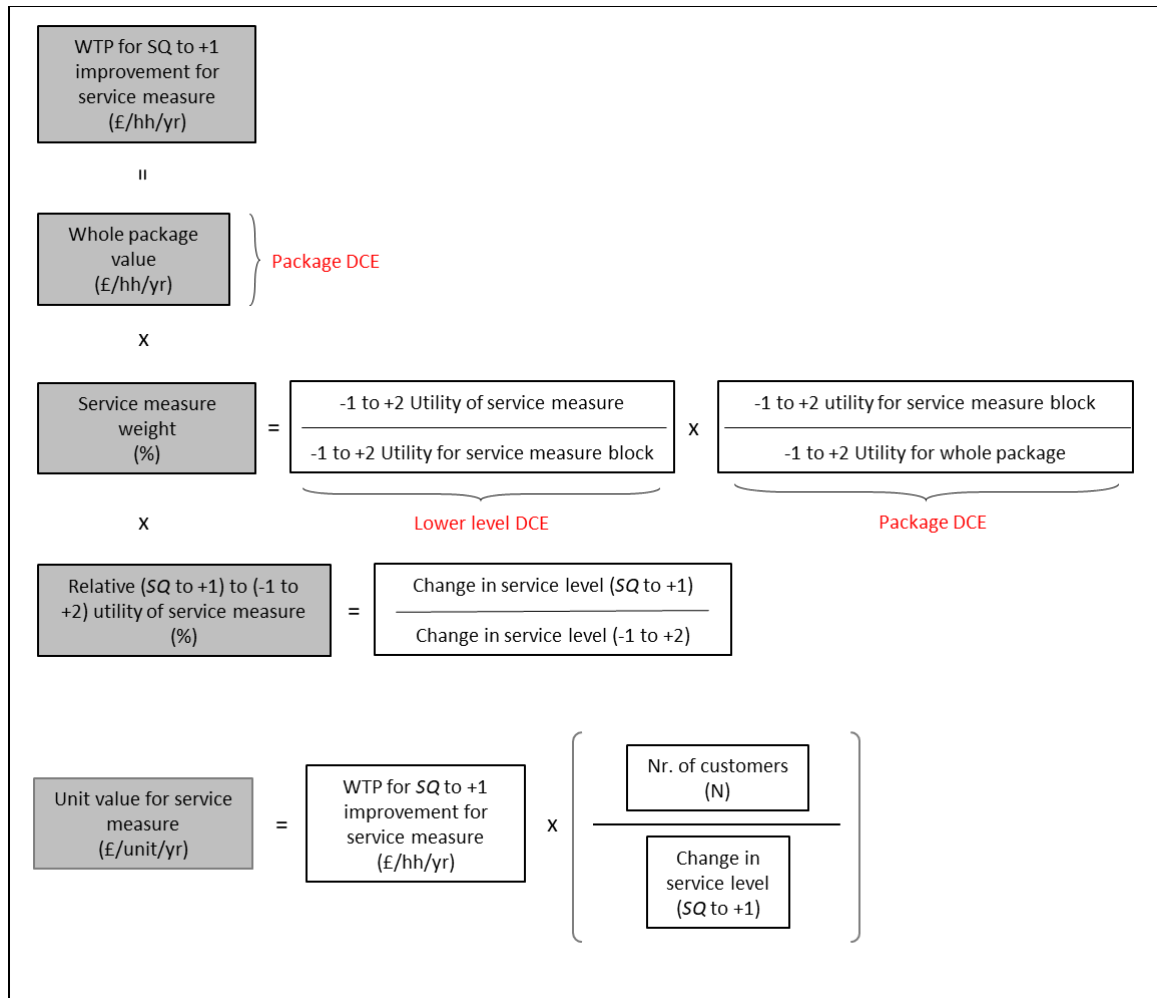 WTP for SQ to +1
improvement for
service measure
(£/hh/yr)
=
Whole package
value
(£/hh/yr)
Package DCE
x
Service measure
weight
(%)
=
-1 to +2 Utility of service measure
-1 to +2 Utility for service measure block
x
-1 to +2 utility for service measure block
-1 to +2 Utility for whole package
Lower level DCE
Package DCE
x
Relative (SQ to +1) to (-1 to
+2) utility of service measure
(%)
=
Change in service level (SQ to +1)
Change in service level (-1 to +2)
Unit value for service
measure
(£/unit/yr)
=
WTP for SQ to +1
improvement for
service measure
(£/hh/yr)
x
Nr. of customers
(N)
Change in
service level
(SQ to +1)